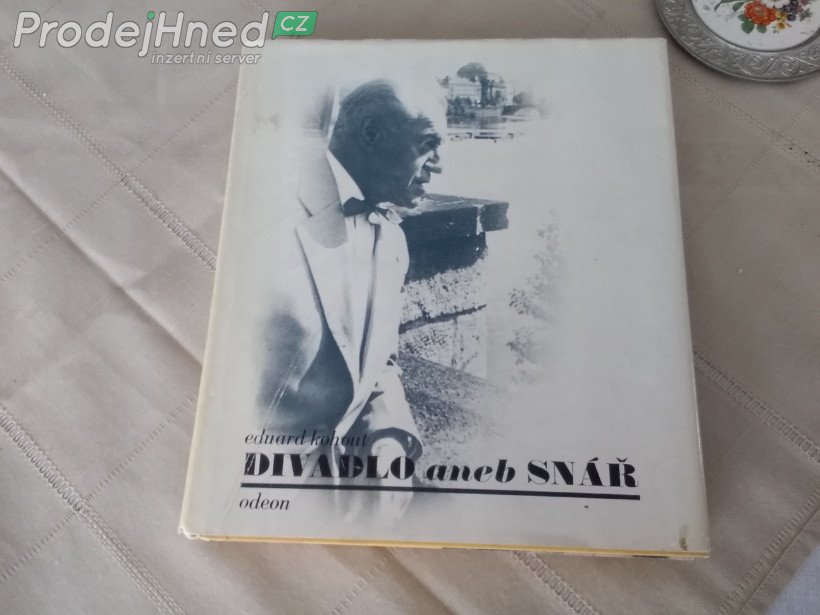 ProdejHned CZ
inzertní server
eduard kohout
DIVADLO aneb SNÁŘ
odeon